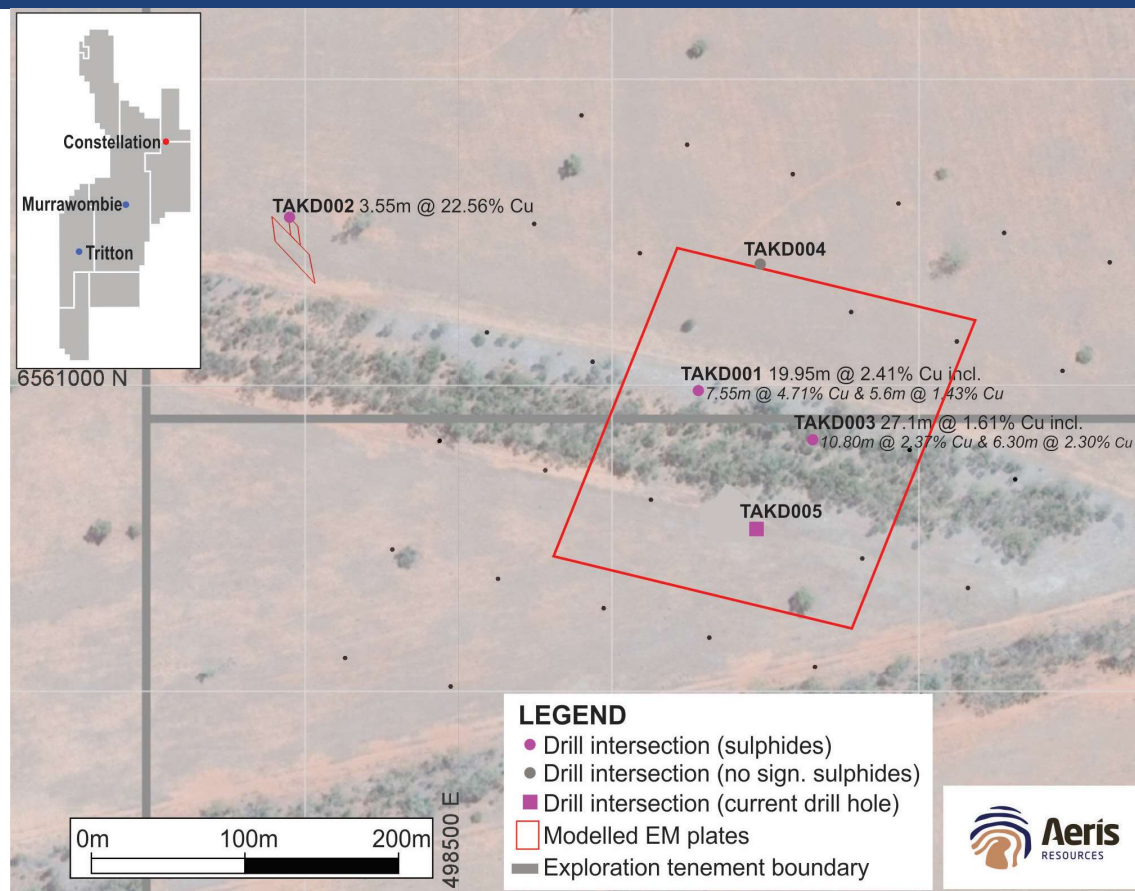 Constellation
Murrawombie
Tritton
6561000 N
TAKD002 3.55m @ 22.56% Cu
TAKD004
TAKD001 19.95m @ 2.41% Cu incl.
7.55m @ 4.71% Cu & 5.6m @ 1.43% Cu
TAKD003 27.1m @ 1.61% Cu incl.
10.80m @ 2.37% Cu & 6.30m @ 2.30% Cu
TAKD005
498500 E
0m
100m
200m
LEGEND
Drill intersection (sulphides)
Drill intersection (no sign. sulphides)
Drill intersection (current drill hole)
Modelled EM plates
Exploration tenement boundary
Aeris
RESOURCES